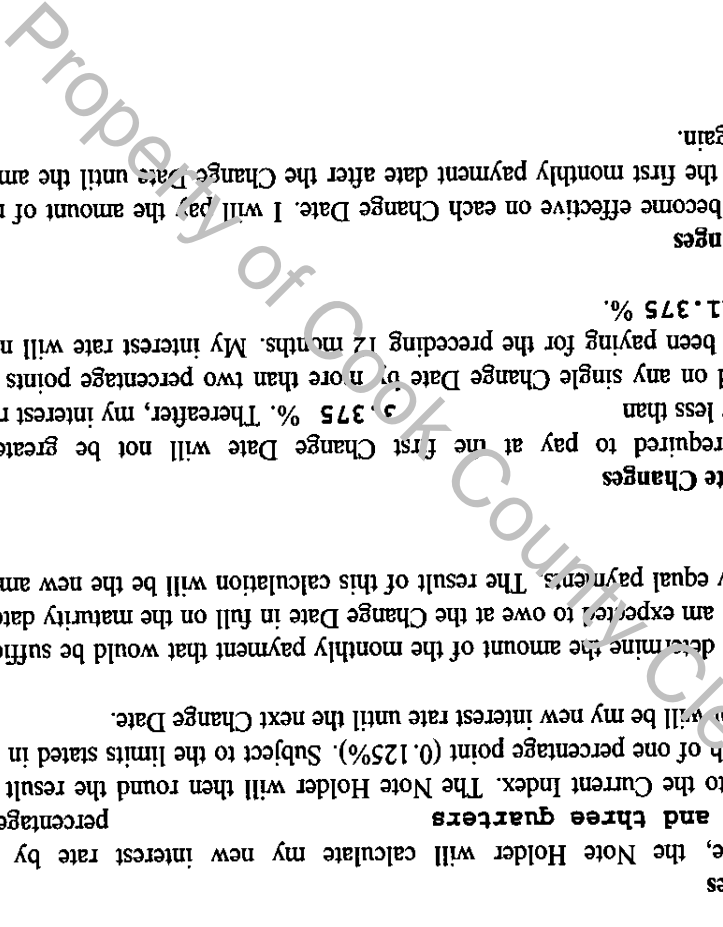 es
e, the Note Holder will calculate my new interest rate by
and three quarters percentage
to the Current Index. The Note Holder will then round the result
h of one percentage point (0.125%). Subject to the limits stated in
will be my new interest rate until the next Change Date.
determine the amount of the monthly payment that would be suffic
am expected to owe at the Change Date in full on the maturity date
y equal payments. The result of this calculation will be the new am
te Changes
required to pay at the first Change Date will not be greate
less than 3.375 %. Thereafter, my interest r
d on any single Change Date by more than two percentage points
been paying for the preceding 12 months. My interest rate will n
1.375 %.
nges
become effective on each Change Date. I will pay the amount of
the first monthly payment date after the Change Date until the am
gain.
Property of Cook County Cle